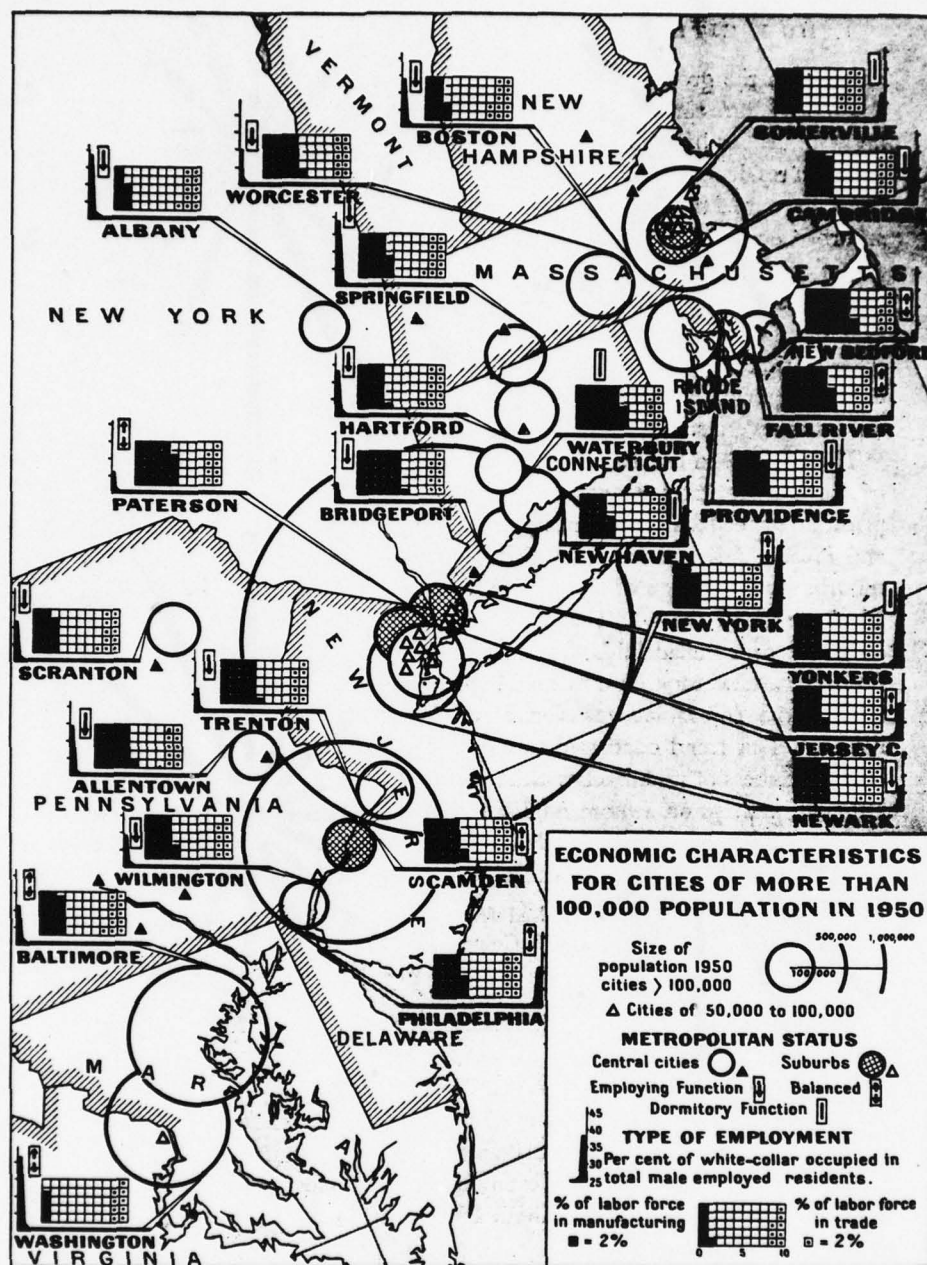 VERMONT
NEW
HAMPSHIRE
BOSTON
SOMERVILLE
WORCESTER
CAMBRIDGE
ALBANY
SPRINGFIELD
MASSACHUSETTS
NEW YORK
NEW BEDFORD
RHODE
ISLAND
HARTFORD
WATERBURY
FALL RIVER
CONNECTICUT
PATERSON
BRIDGEPORT
NEW HAVEN
PROVIDENCE
NEW YORK
SCRANTON
YONKERS
NEW JERSEY
TRENTON
JERSEY C.
ALLENTOWN
NEWARK
PENNSYLVANIA
WILMINGTON
CAMDEN
BALTIMORE
PHILADELPHIA
DELAWARE
WASHINGTON
VIRGINIA
ECONOMIC CHARACTERISTICS
FOR CITIES OF MORE THAN
100,000 POPULATION IN 1950
Size of
population 1950
cities > 100,000
100,000
500,000 1,000,000
Cities of 50,000 to 100,000
METROPOLITAN STATUS
Central cities Suburbs
Employing Function Balanced
Dormitory Function
TYPE OF EMPLOYMENT
45
40
35
30
25
Per cent of white-collar occupied in
total male employed residents.
% of labor force
in manufacturing
= 2%
0 5 10
% of labor force
in trade
= 2%